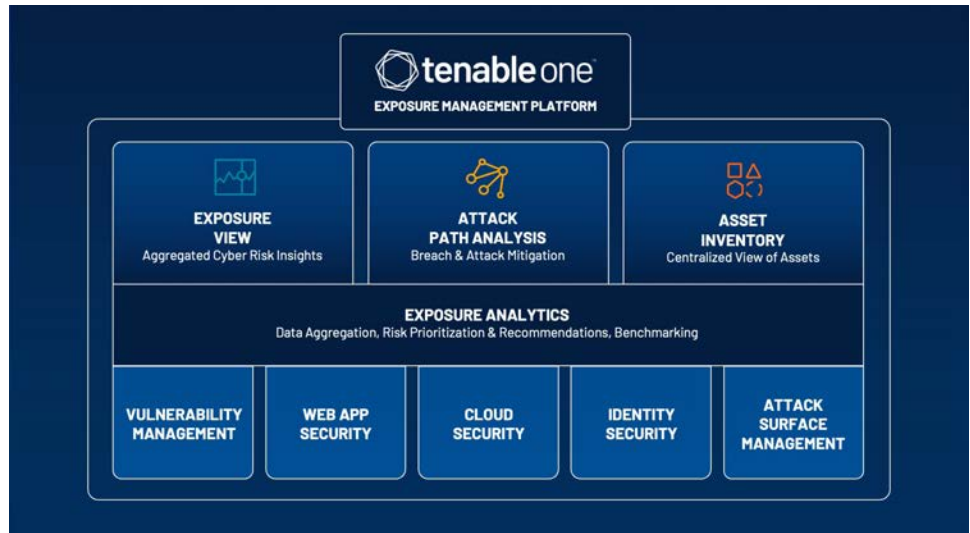 tenable one
EXPOSURE MANAGEMENT PLATFORM
EXPOSURE
VIEW
Aggregated Cyber Risk Insights
ATTACK
PATH ANALYSIS
Breach & Attack Mitigation
ASSET
INVENTORY
Centralized View of Assets
EXPOSURE ANALYTICS
Data Aggregation, Risk Prioritization & Recommendations, Benchmarking
VULNERABILITY
MANAGEMENT
WEB APP
SECURITY
CLOUD
SECURITY
IDENTITY
SECURITY
ATTACK
SURFACE
MANAGEMENT